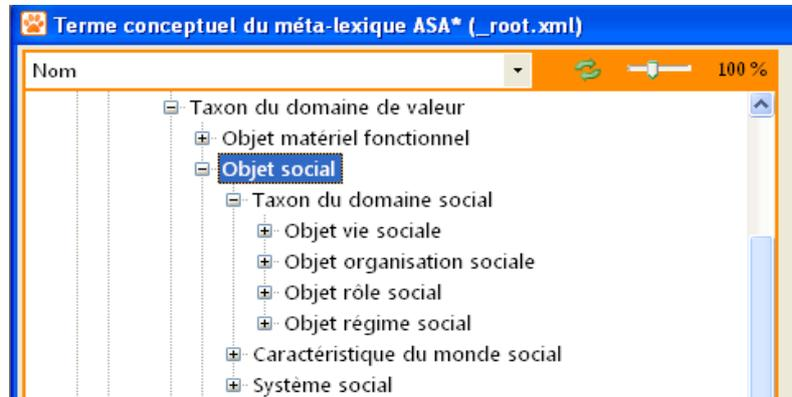 Terme conceptuel du méta-lexique ASA* (_root.xml)
Nom 100 %
Taxon du domaine de valeur
Objet matériel fonctionnel
Objet social
Taxon du domaine social
Objet vie sociale
Objet organisation sociale
Objet rôle social
Objet régime social
Caractéristique du monde social
Système social